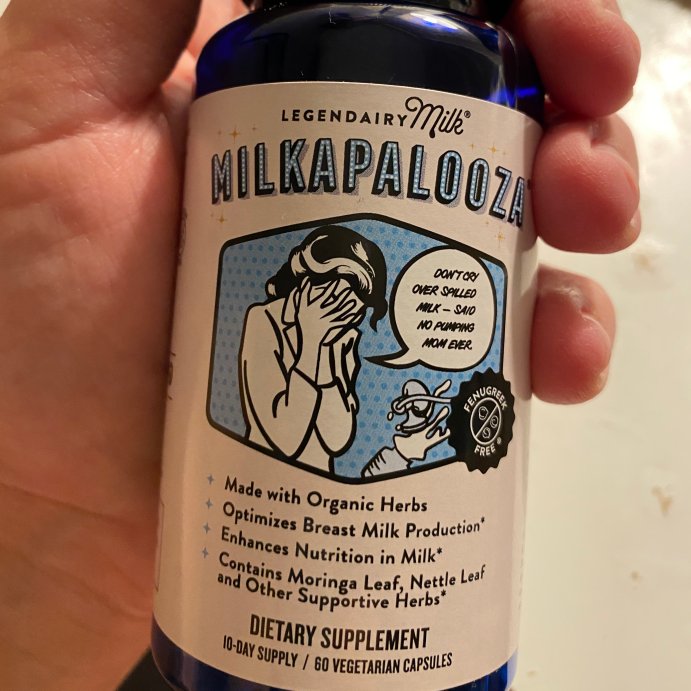 LEGENDAIRY Milk®
MILKAPALOOZA™
DON'T CRY
OVER SPILLED
MILK – SAID
NO PUMPING
MOM EVER.
FENUGREEK
FREE®
Made with Organic Herbs
Optimizes Breast Milk Production*
Enhances Nutrition in Milk*
Contains Moringa Leaf, Nettle Leaf
and Other Supportive Herbs*
DIETARY SUPPLEMENT
10-DAY SUPPLY / 60 VEGETARIAN CAPSULES